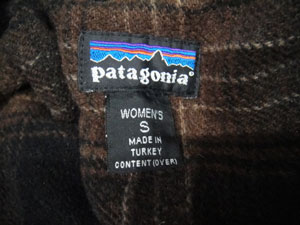 patagonia®
WOMEN'S
S
MADE IN
TURKEY
CONTENT (OVER)